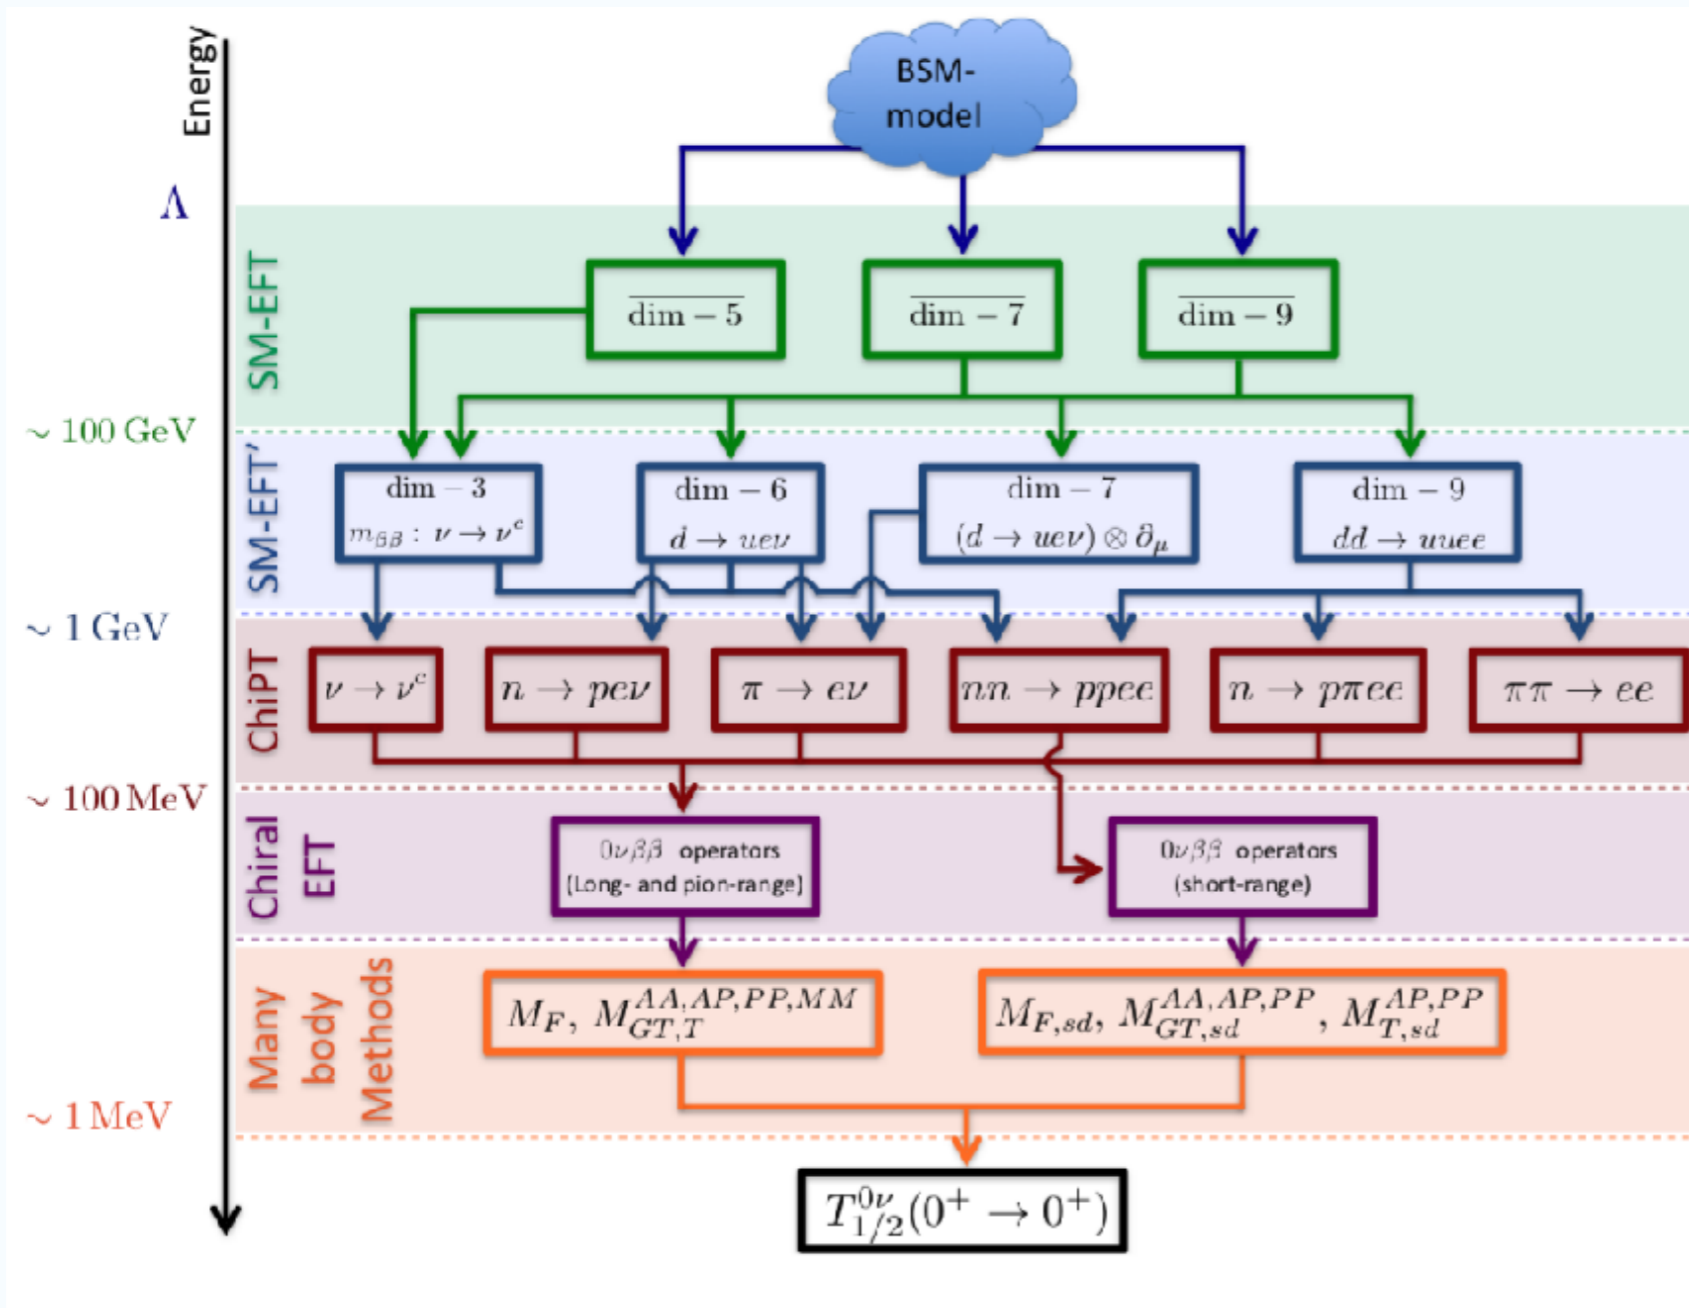 Energy
BSM-
model
Λ
SM-EFT
dim − 5
dim − 7
dim − 9
~ 100 GeV
SM-EFT’
dim − 3
m_{ββ} : ν → ν^c
dim − 6
d → ueν
dim − 7
(d → ueν) ⊗ ∂_μ
dim − 9
dd → uuee
~ 1 GeV
ChiPT
ν → ν^c
n → peν
π → eν
nn → ppee
n → pπee
ππ → ee
~ 100 MeV
Chiral
EFT
0νββ operators
(Long- and pion-range)
0νββ operators
(short-range)
Many
body
Methods
M_F, M_{GT,T}^{AA,AP,PP,MM}
M_{F,sd}, M_{GT,sd}^{AA,AP,PP}, M_{T,sd}^{AP,PP}
~ 1 MeV
T_{1/2}^{0ν}(0^+ → 0^+)